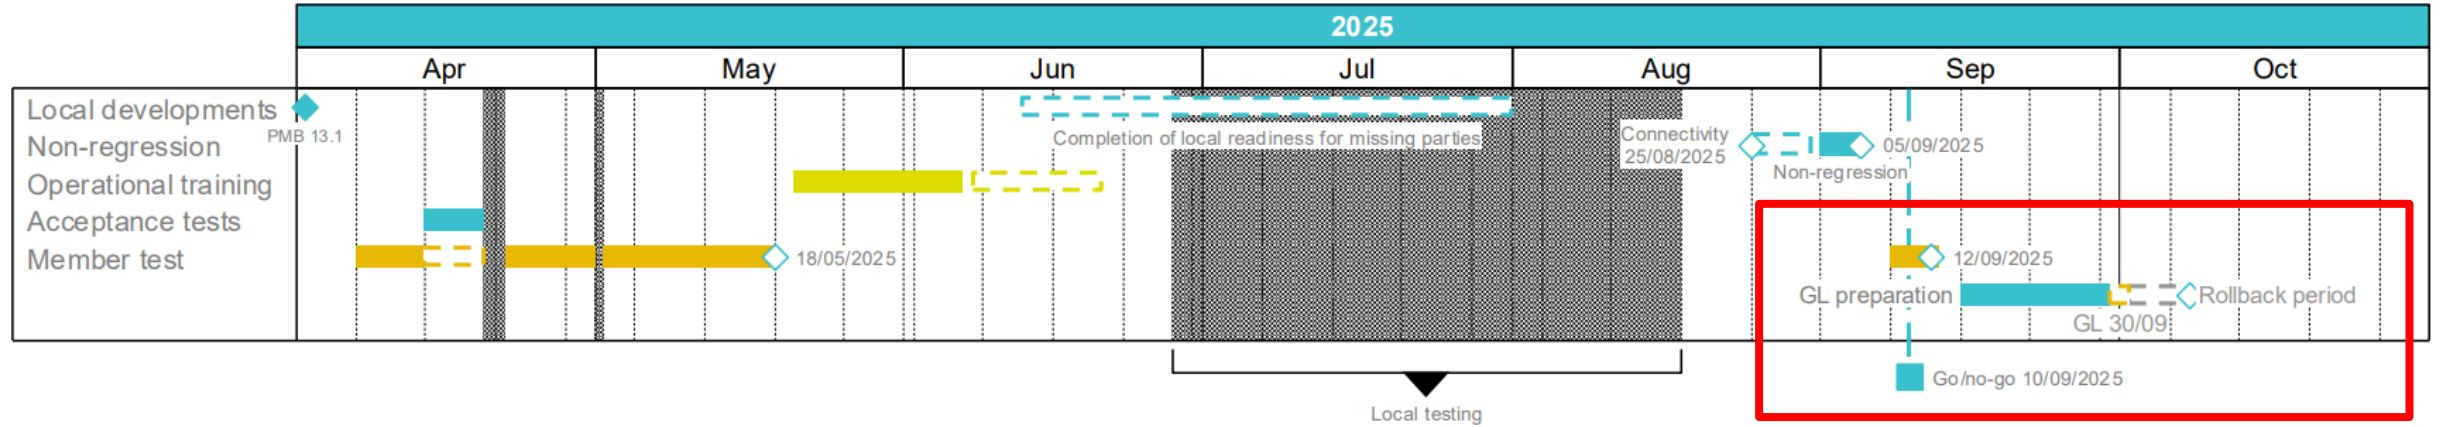 2025
Apr May Jun Jul Aug Sep Oct
Local developments
PMB 13.1
Non-regression
Operational training
Acceptance tests
Member test
Completion of local readiness for missing parties
Connectivity
25/08/2025
05/09/2025
Non-regression
18/05/2025
12/09/2025
GL preparation
Rollback period
GL 30/09
Go/no-go 10/09/2025
Local testing